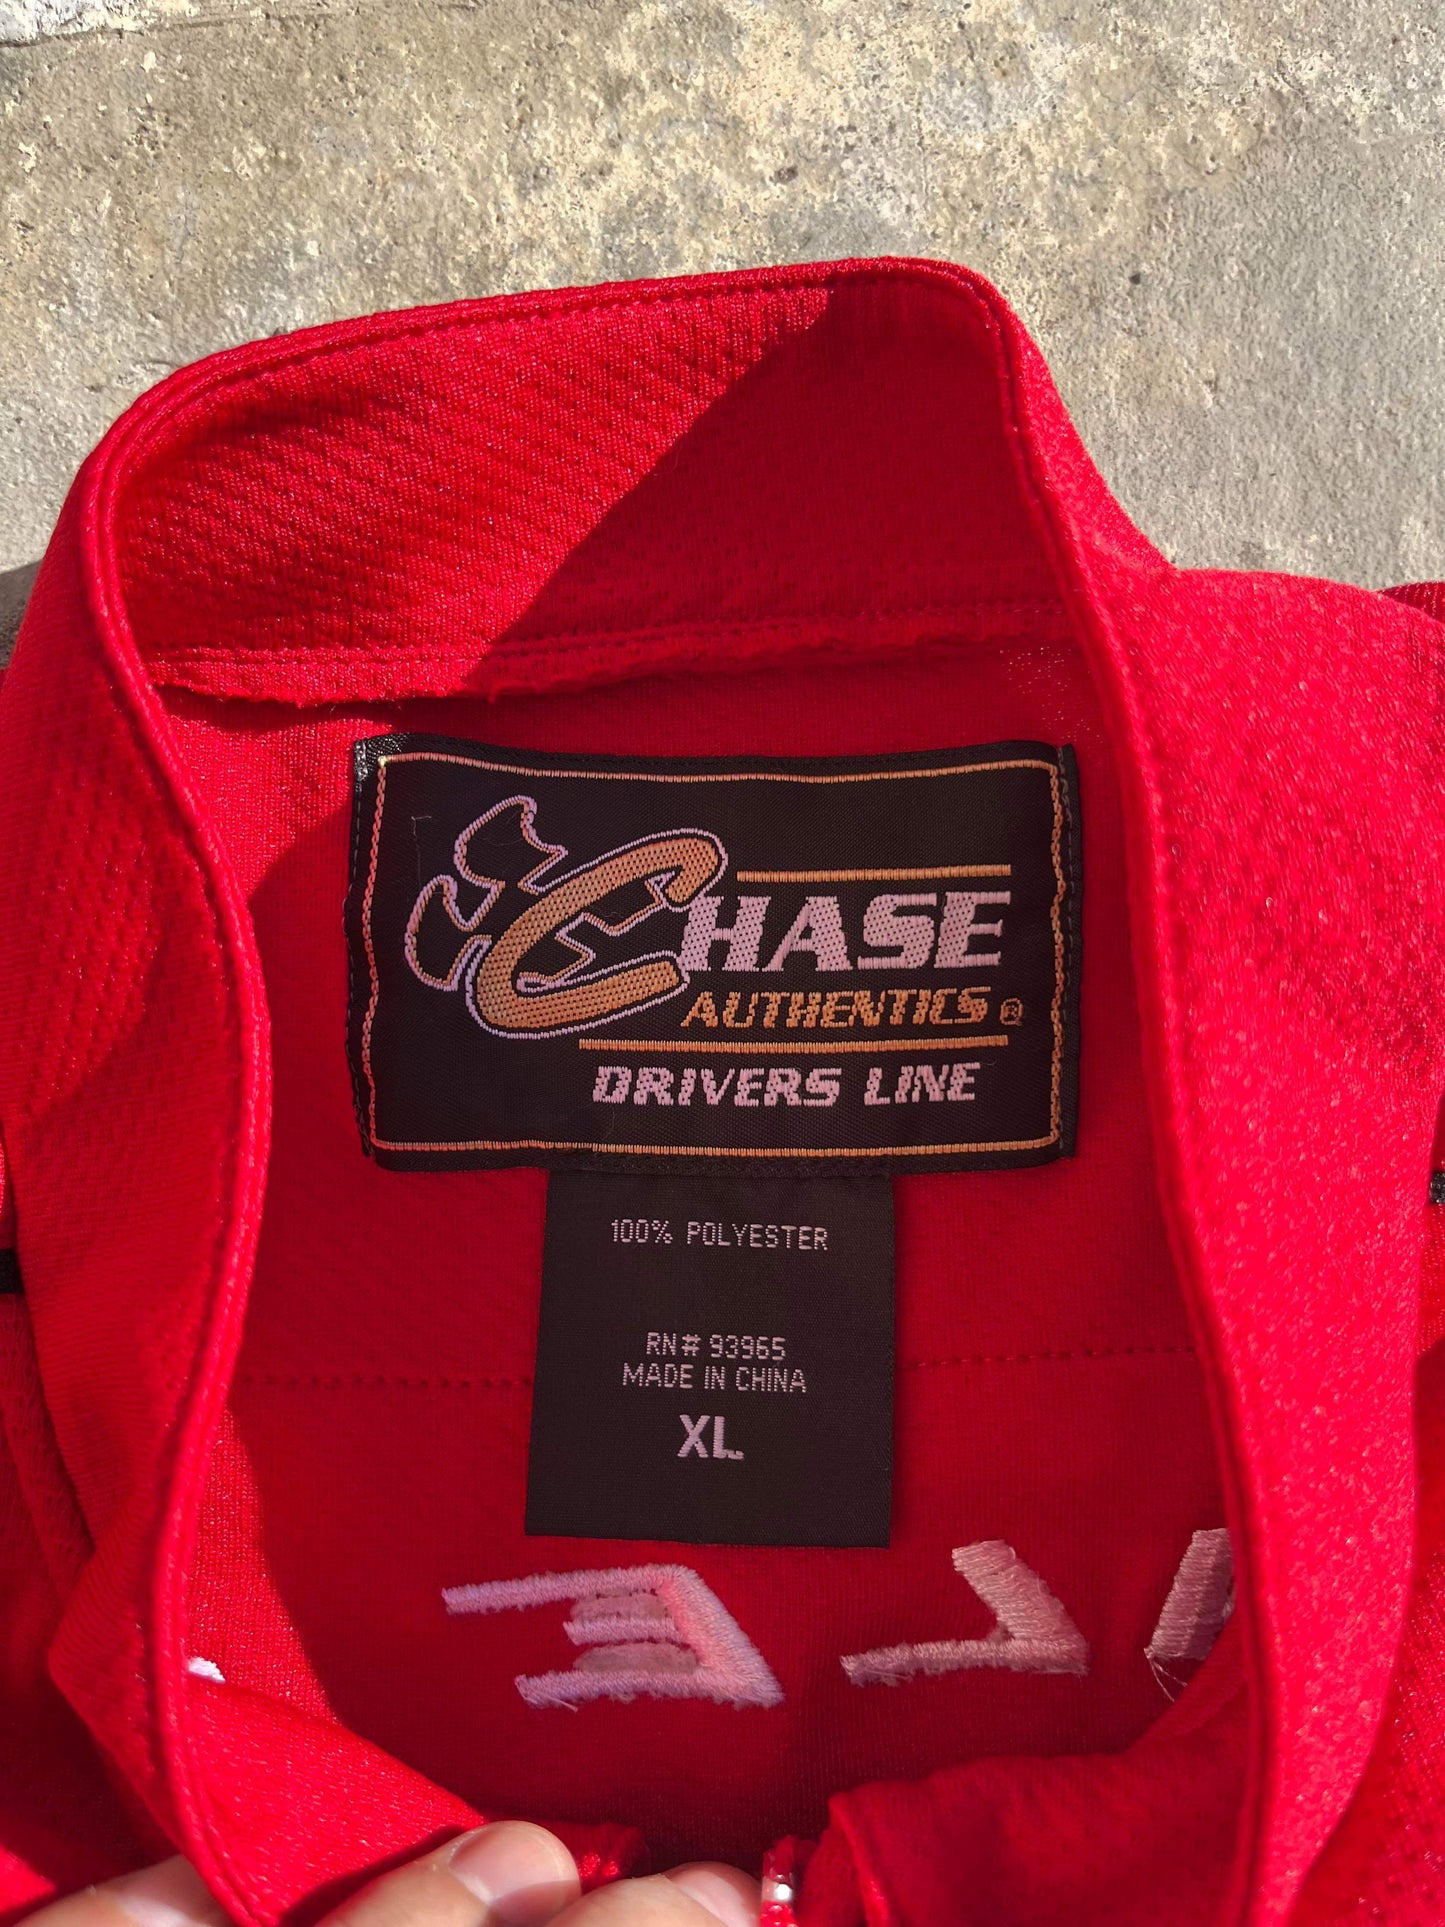 CHASE
AUTHENTICS ®
DRIVERS LINE
100% POLYESTER
RN# 93965
MADE IN CHINA
XL